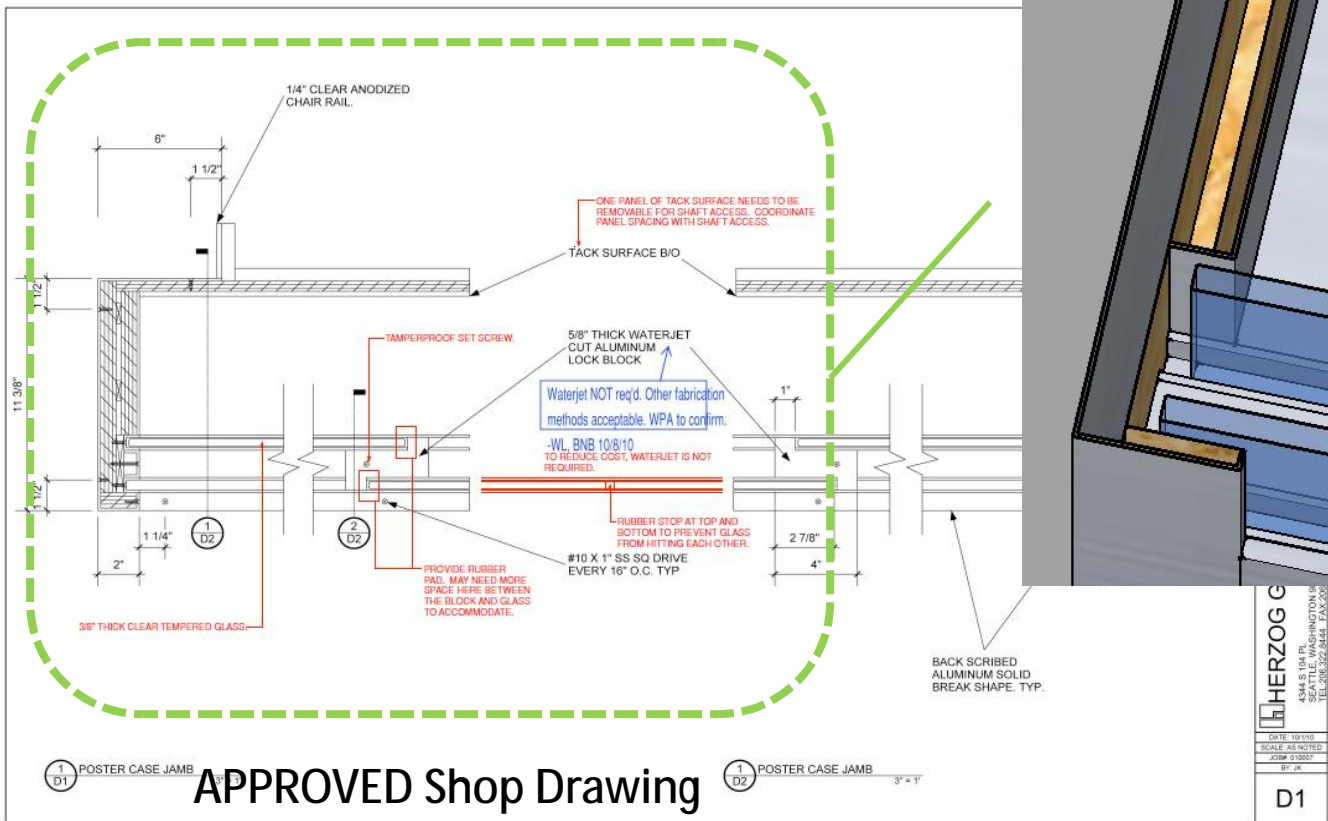 1/4" CLEAR ANODIZED
CHAIR RAIL.
6"
1 1/2"
ONE PANEL OF TACK SURFACE NEEDS TO BE
REMOVABLE FOR SHAFT ACCESS. COORDINATE
PANEL SPACING WITH SHAFT ACCESS.
TACK SURFACE B/O
1 1/2"
11 3/8"
1 1/2"
TAMPERPROOF SET SCREW.
5/8" THICK WATERJET
CUT ALUMINUM
LOCK BLOCK
Waterjet NOT req'd. Other fabrication
methods acceptable. WPA to confirm.
-WL, BNB 10/8/10
TO REDUCE COST, WATERJET IS NOT
REQUIRED.
1"
RUBBER STOP AT TOP AND
BOTTOM TO PREVENT GLASS
FROM HITTING EACH OTHER.
1 1/4"
2"
1
D2
2
D2
#10 X 1" SS SQ DRIVE
EVERY 16" O.C. TYP
2 7/8"
4"
PROVIDE RUBBER
PAD. MAY NEED MORE
SPACE HERE BETWEEN
THE BLOCK AND GLASS
TO ACCOMMODATE.
3/8" THICK CLEAR TEMPERED GLASS.
BACK SCRIBED
ALUMINUM SOLID
BREAK SHAPE. TYP.
1
D1
POSTER CASE JAMB
APPROVED Shop Drawing
1
D2
POSTER CASE JAMB
3" = 1'
HERZOG G
4344 S 104 PL
SEATTLE, WASHINGTON
TEL:206.322.8444 FAX:206
DATE: 10/1/10
SCALE: AS NOTED
JOB# 010007
BY: JK
D1